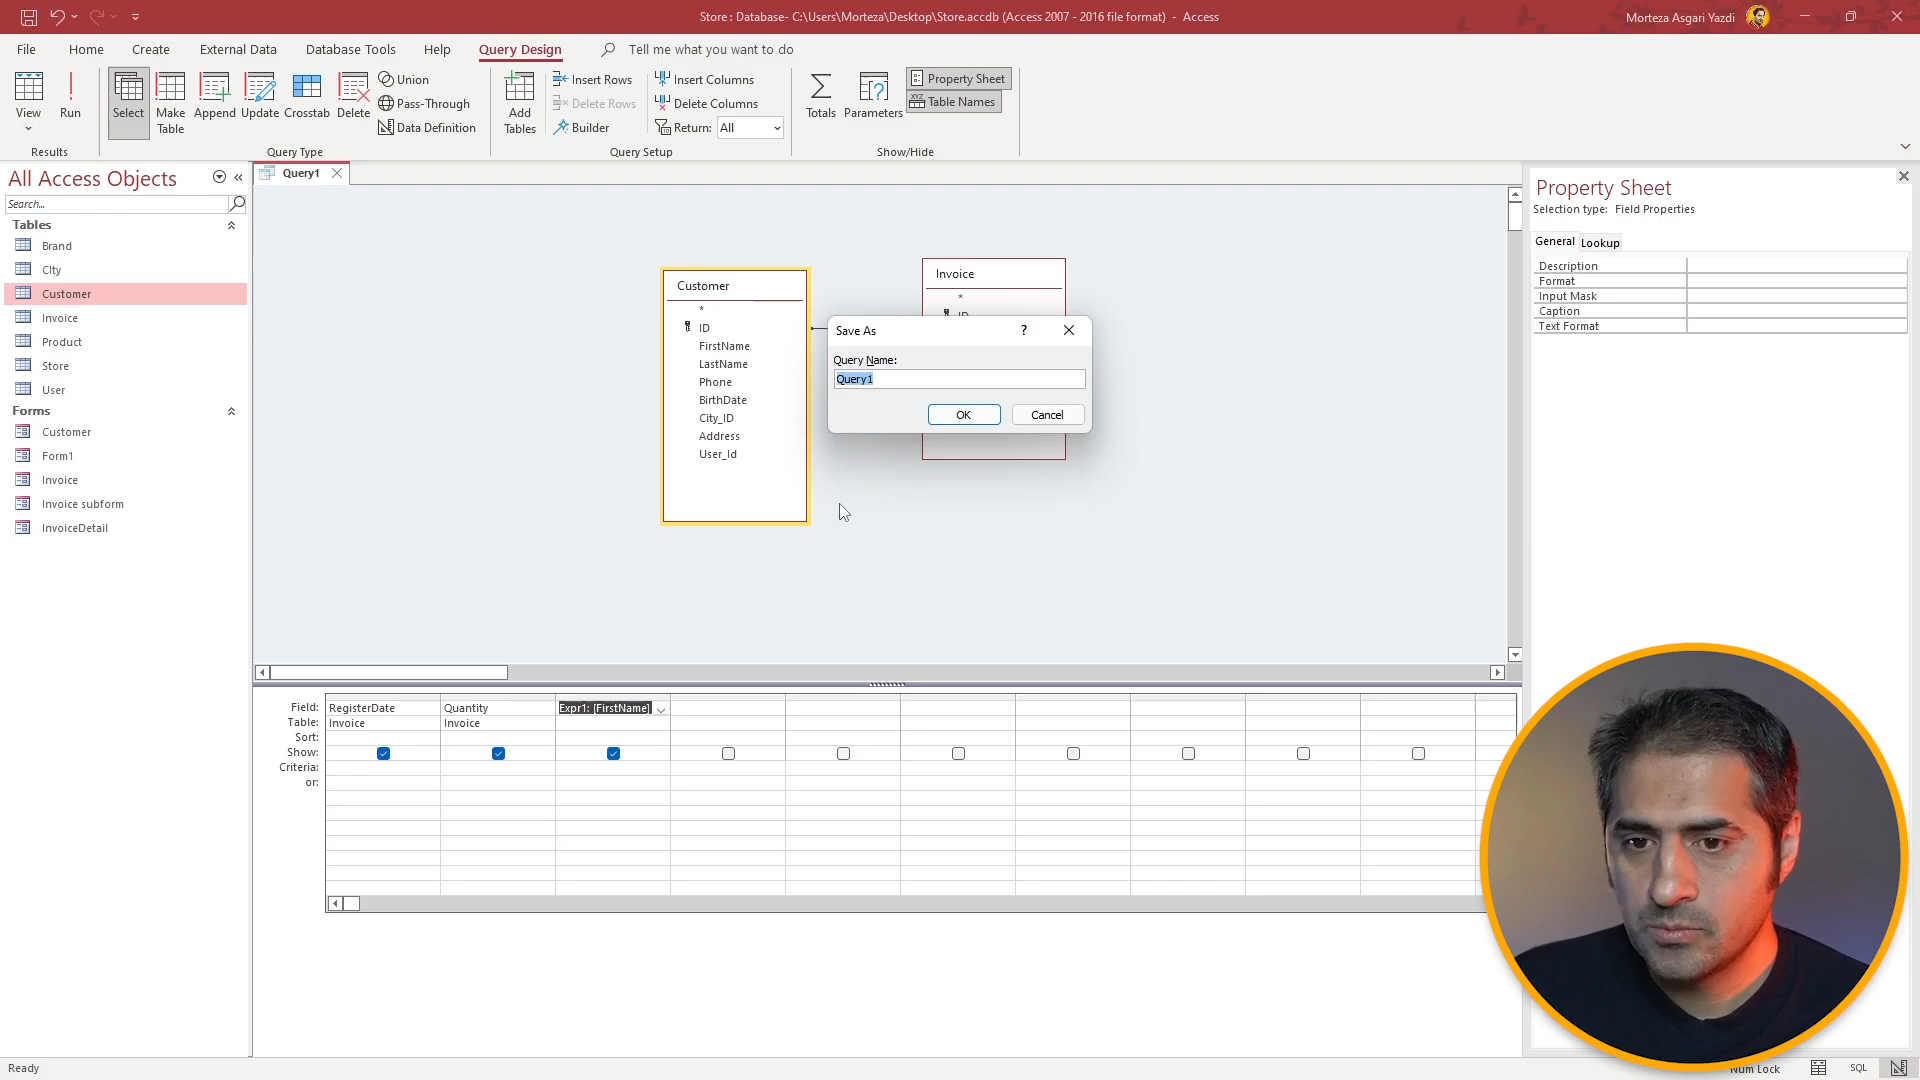 Store : Database- C:\Users\Morteza\Desktop\Store.accdb (Access 2007 - 2016 file format)  -  Access
Morteza Asgari Yazdi
File
Home
Create
External Data
Database Tools
Help
Query Design
Tell me what you want to do
View
Run
Select
Make
Table
Append
Update
Crosstab
Delete
Union
Pass-Through
Data Definition
Add
Tables
Insert Rows
Delete Rows
Builder
Insert Columns
Delete Columns
Return: All
Totals
Parameters
Property Sheet
XYZ Table Names
Results
Query Type
Query Setup
Show/Hide
All Access Objects
Search...
Tables
Brand
City
Customer
Invoice
Product
Store
User
Forms
Customer
Form1
Invoice
Invoice subform
InvoiceDetail
Query1
Customer
*
ID
FirstName
LastName
Phone
BirthDate
City_ID
Address
User_Id
Invoice
*
ID
Save As
?
Query Name:
Query1
OK
Cancel
Field: RegisterDate Quantity Expr1: [FirstName]
Table: Invoice Invoice
Sort:
Show:
Criteria:
or:
Property Sheet
Selection type: Field Properties
General Lookup
Description
Format
Input Mask
Caption
Text Format
Ready
Num Lock
SQL